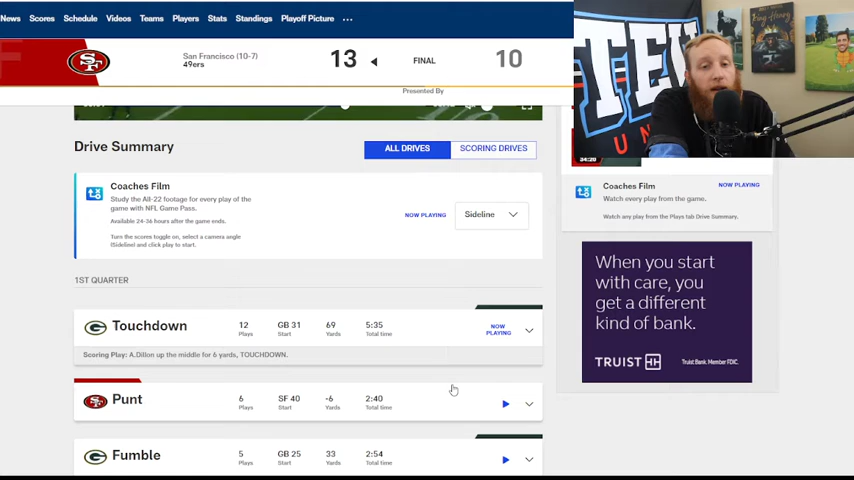 News Scores Schedule Videos Teams Players Stats Standings Playoff Picture ...
San Francisco (10-7)
49ers
13
FINAL
10
Presented By
SF
Drive Summary
ALL DRIVES
SCORING DRIVES
Coaches Film
Study the All-22 footage for every play of the
game with NFL Game Pass.
Available 24-36 hours after the game ends.
Turn the scores toggle on, select a camera angle
(Sideline) and click play to start.
NOW PLAYING
Sideline
1ST QUARTER
G
Touchdown
12
Plays
GB 31
Start
69
Yards
5:35
Total time
NOW
PLAYING
Scoring Play: A.Dillon up the middle for 6 yards, TOUCHDOWN.
SF
Punt
6
Plays
SF 40
Start
-6
Yards
2:40
Total time
G
Fumble
5
Plays
GB 25
Start
33
Yards
2:54
Total time
34:20
Coaches Film
NOW PLAYING
Watch every play from the game.
Watch any play from the Plays tab Drive Summary.
When you start
with care, you
get a different
kind of bank.
TRUIST
Truist Bank, Member FDIC.